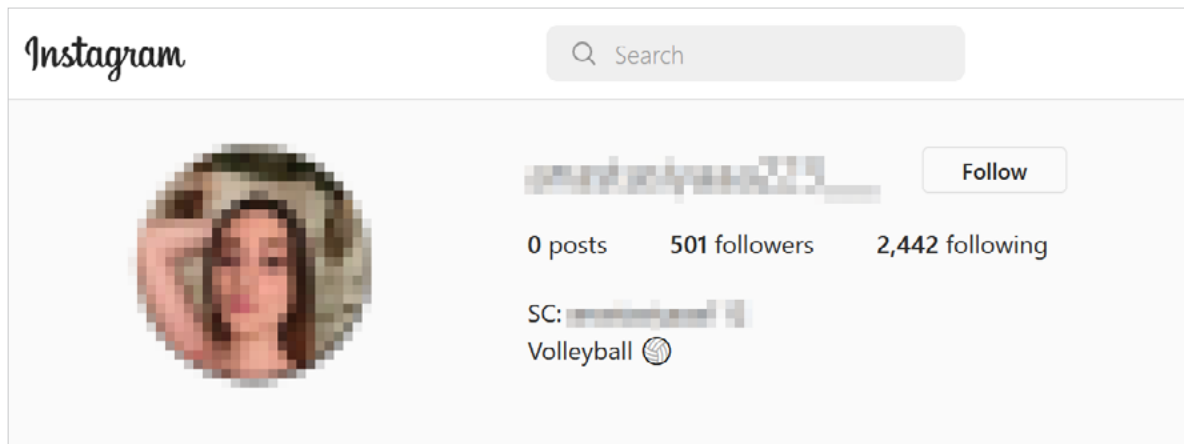 Instagram
Search
Follow
0 posts 501 followers 2,442 following
SC:
Volleyball